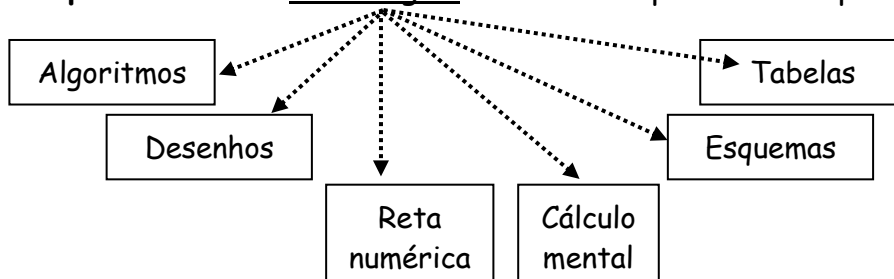 Algoritmos
Tabelas
Desenhos
Esquemas
Reta
numérica
Cálculo
mental